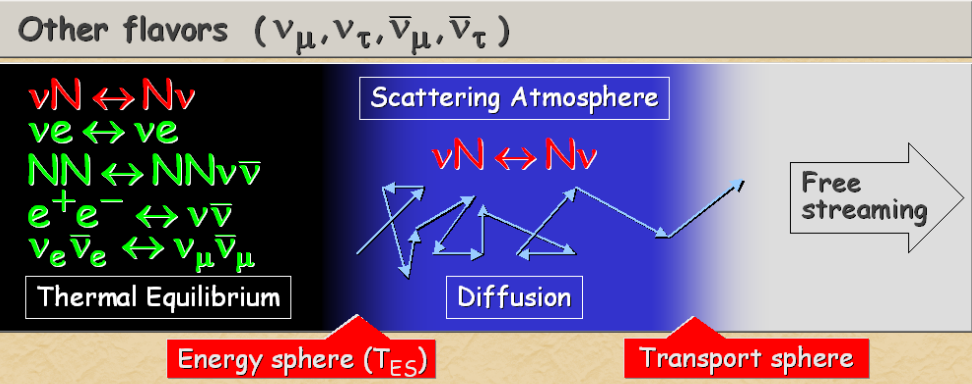 Other flavors (νμ,ντ,ν̅μ,ν̅τ)
νN ↔ Nν
νe ↔ νe
NN ↔ NNνν̅
e⁺e⁻ ↔ νν̅
νeν̅e ↔ νμν̅μ
Thermal Equilibrium
Scattering Atmosphere
νN ↔ Nν
Diffusion
Free
streaming
Energy sphere (TES)
Transport sphere